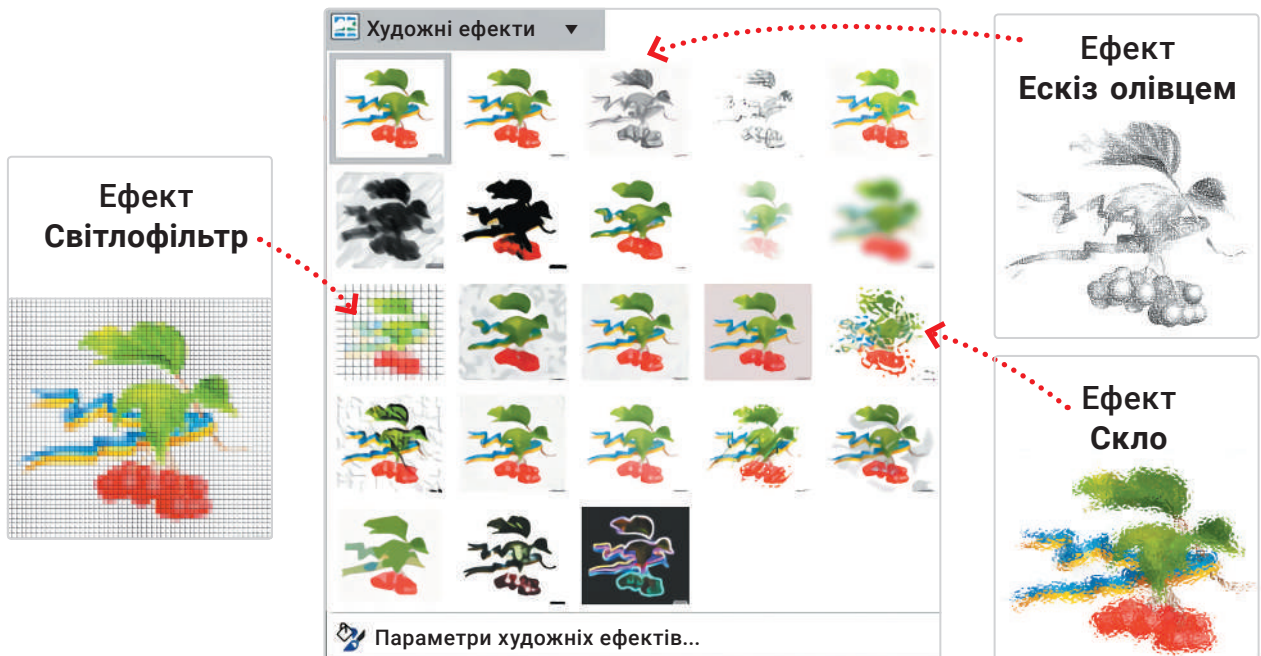 Художні ефекти
Ефект
Ескіз олівцем
Ефект
Світлофільтр
Ефект
Скло
Параметри художніх ефектів...